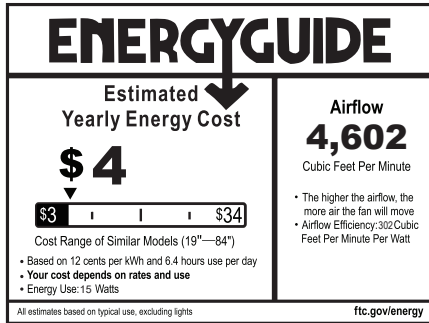 ENERGYGUIDE
Estimated
Yearly Energy Cost
$4
$3
$34
Cost Range of Similar Models (19"—84")
• Based on 12 cents per kWh and 6.4 hours use per day
• Your cost depends on rates and use
• Energy Use:15 Watts
Airflow
4,602
Cubic Feet Per Minute
• The higher the airflow, the
more air the fan will move
• Airflow Efficiency:302Cubic
Feet Per Minute Per Watt
All estimates based on typical use, excluding lights
ftc.gov/energy